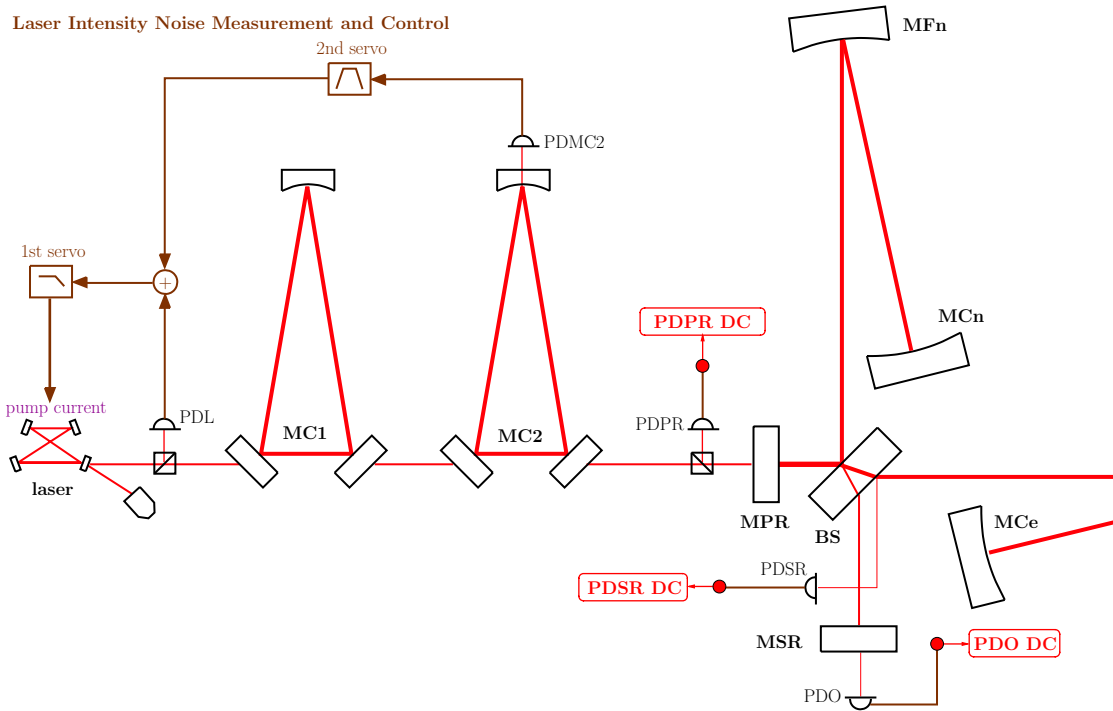 Laser Intensity Noise Measurement and Control
MFn
2nd servo
PDMC2
1st servo
+
PDPR DC
MCn
pump current
PDL
PDPR
MC1
MC2
laser
MPR
BS
MCe
PDSR
PDSR DC
MSR
PDO DC
PDO